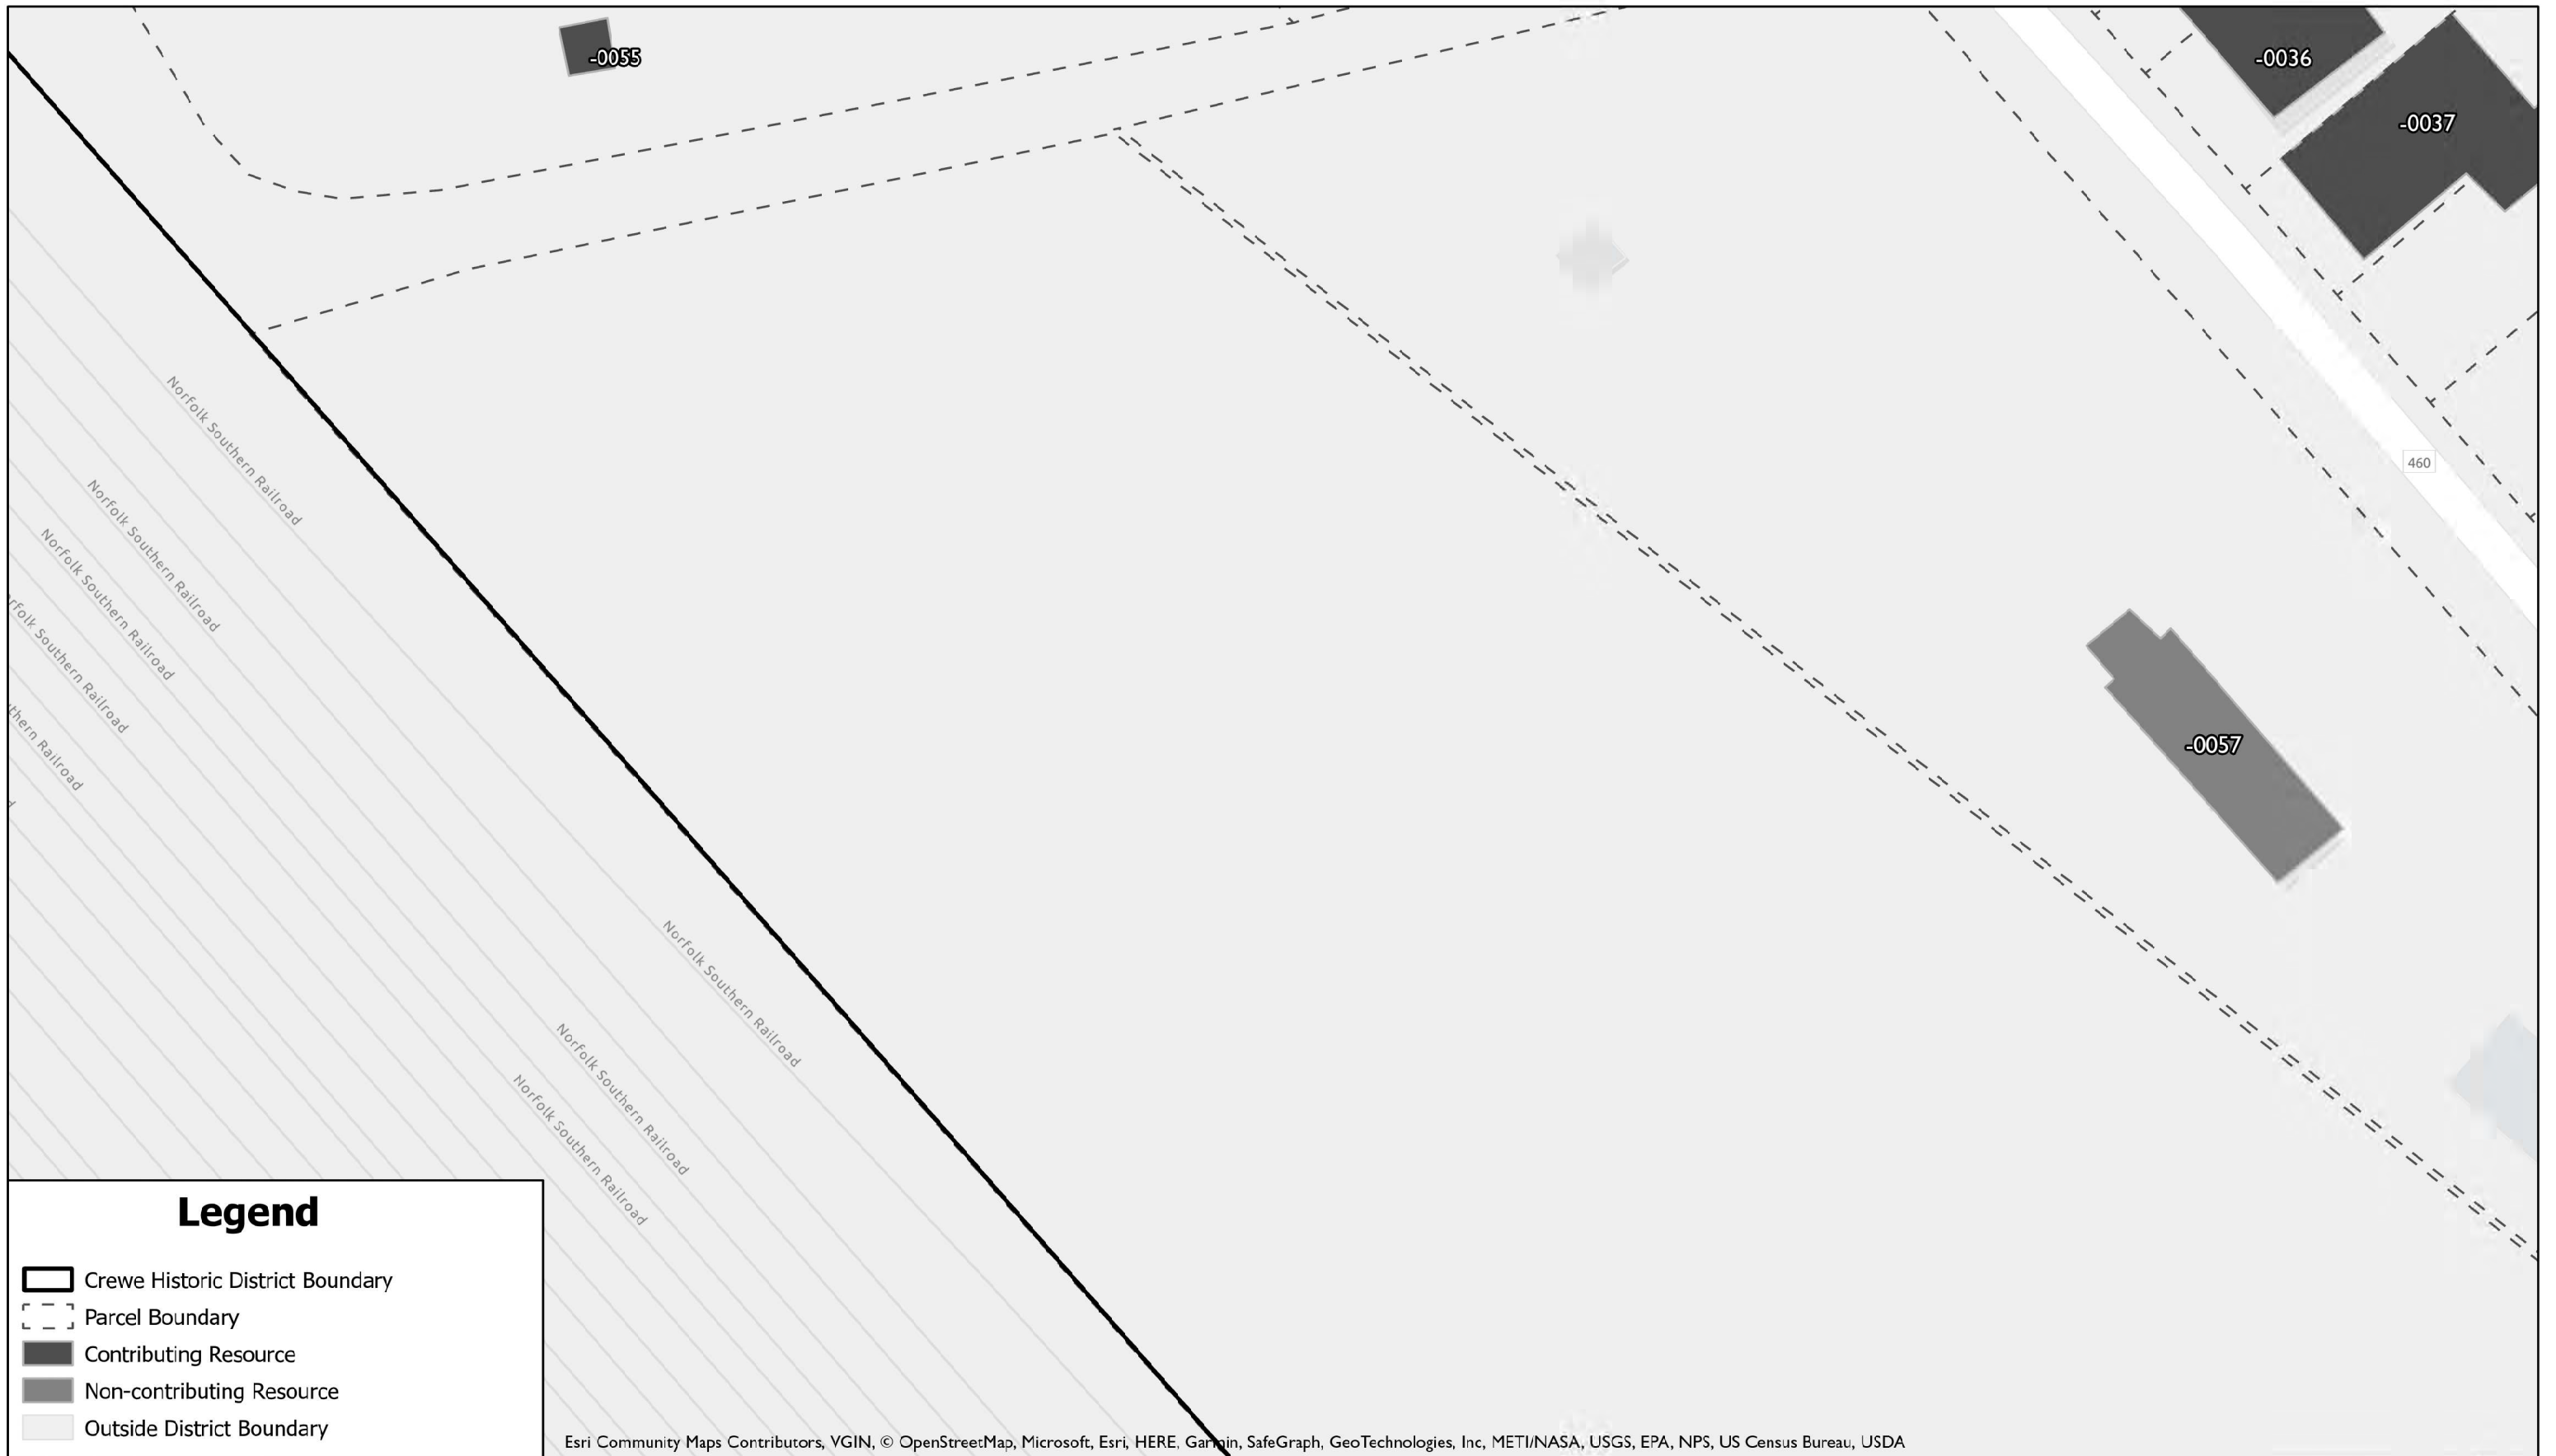 -0055
-0036
-0037
460
Norfolk Southern Railroad
Norfolk Southern Railroad
Norfolk Southern Railroad
rfolk Southern Railroad
thern Railroad
d
-0057
Norfolk Southern Railroad
Norfolk Southern Railroad
Norfolk Southern Railroad
Legend
Crewe Historic District Boundary
Parcel Boundary
Contributing Resource
Non-contributing Resource
Outside District Boundary
Esri Community Maps Contributors, VGIN, © OpenStreetMap, Microsoft, Esri, HERE, Garmin, SafeGraph, GeoTechnologies, Inc, METI/NASA, USGS, EPA, NPS, US Census Bureau, USDA